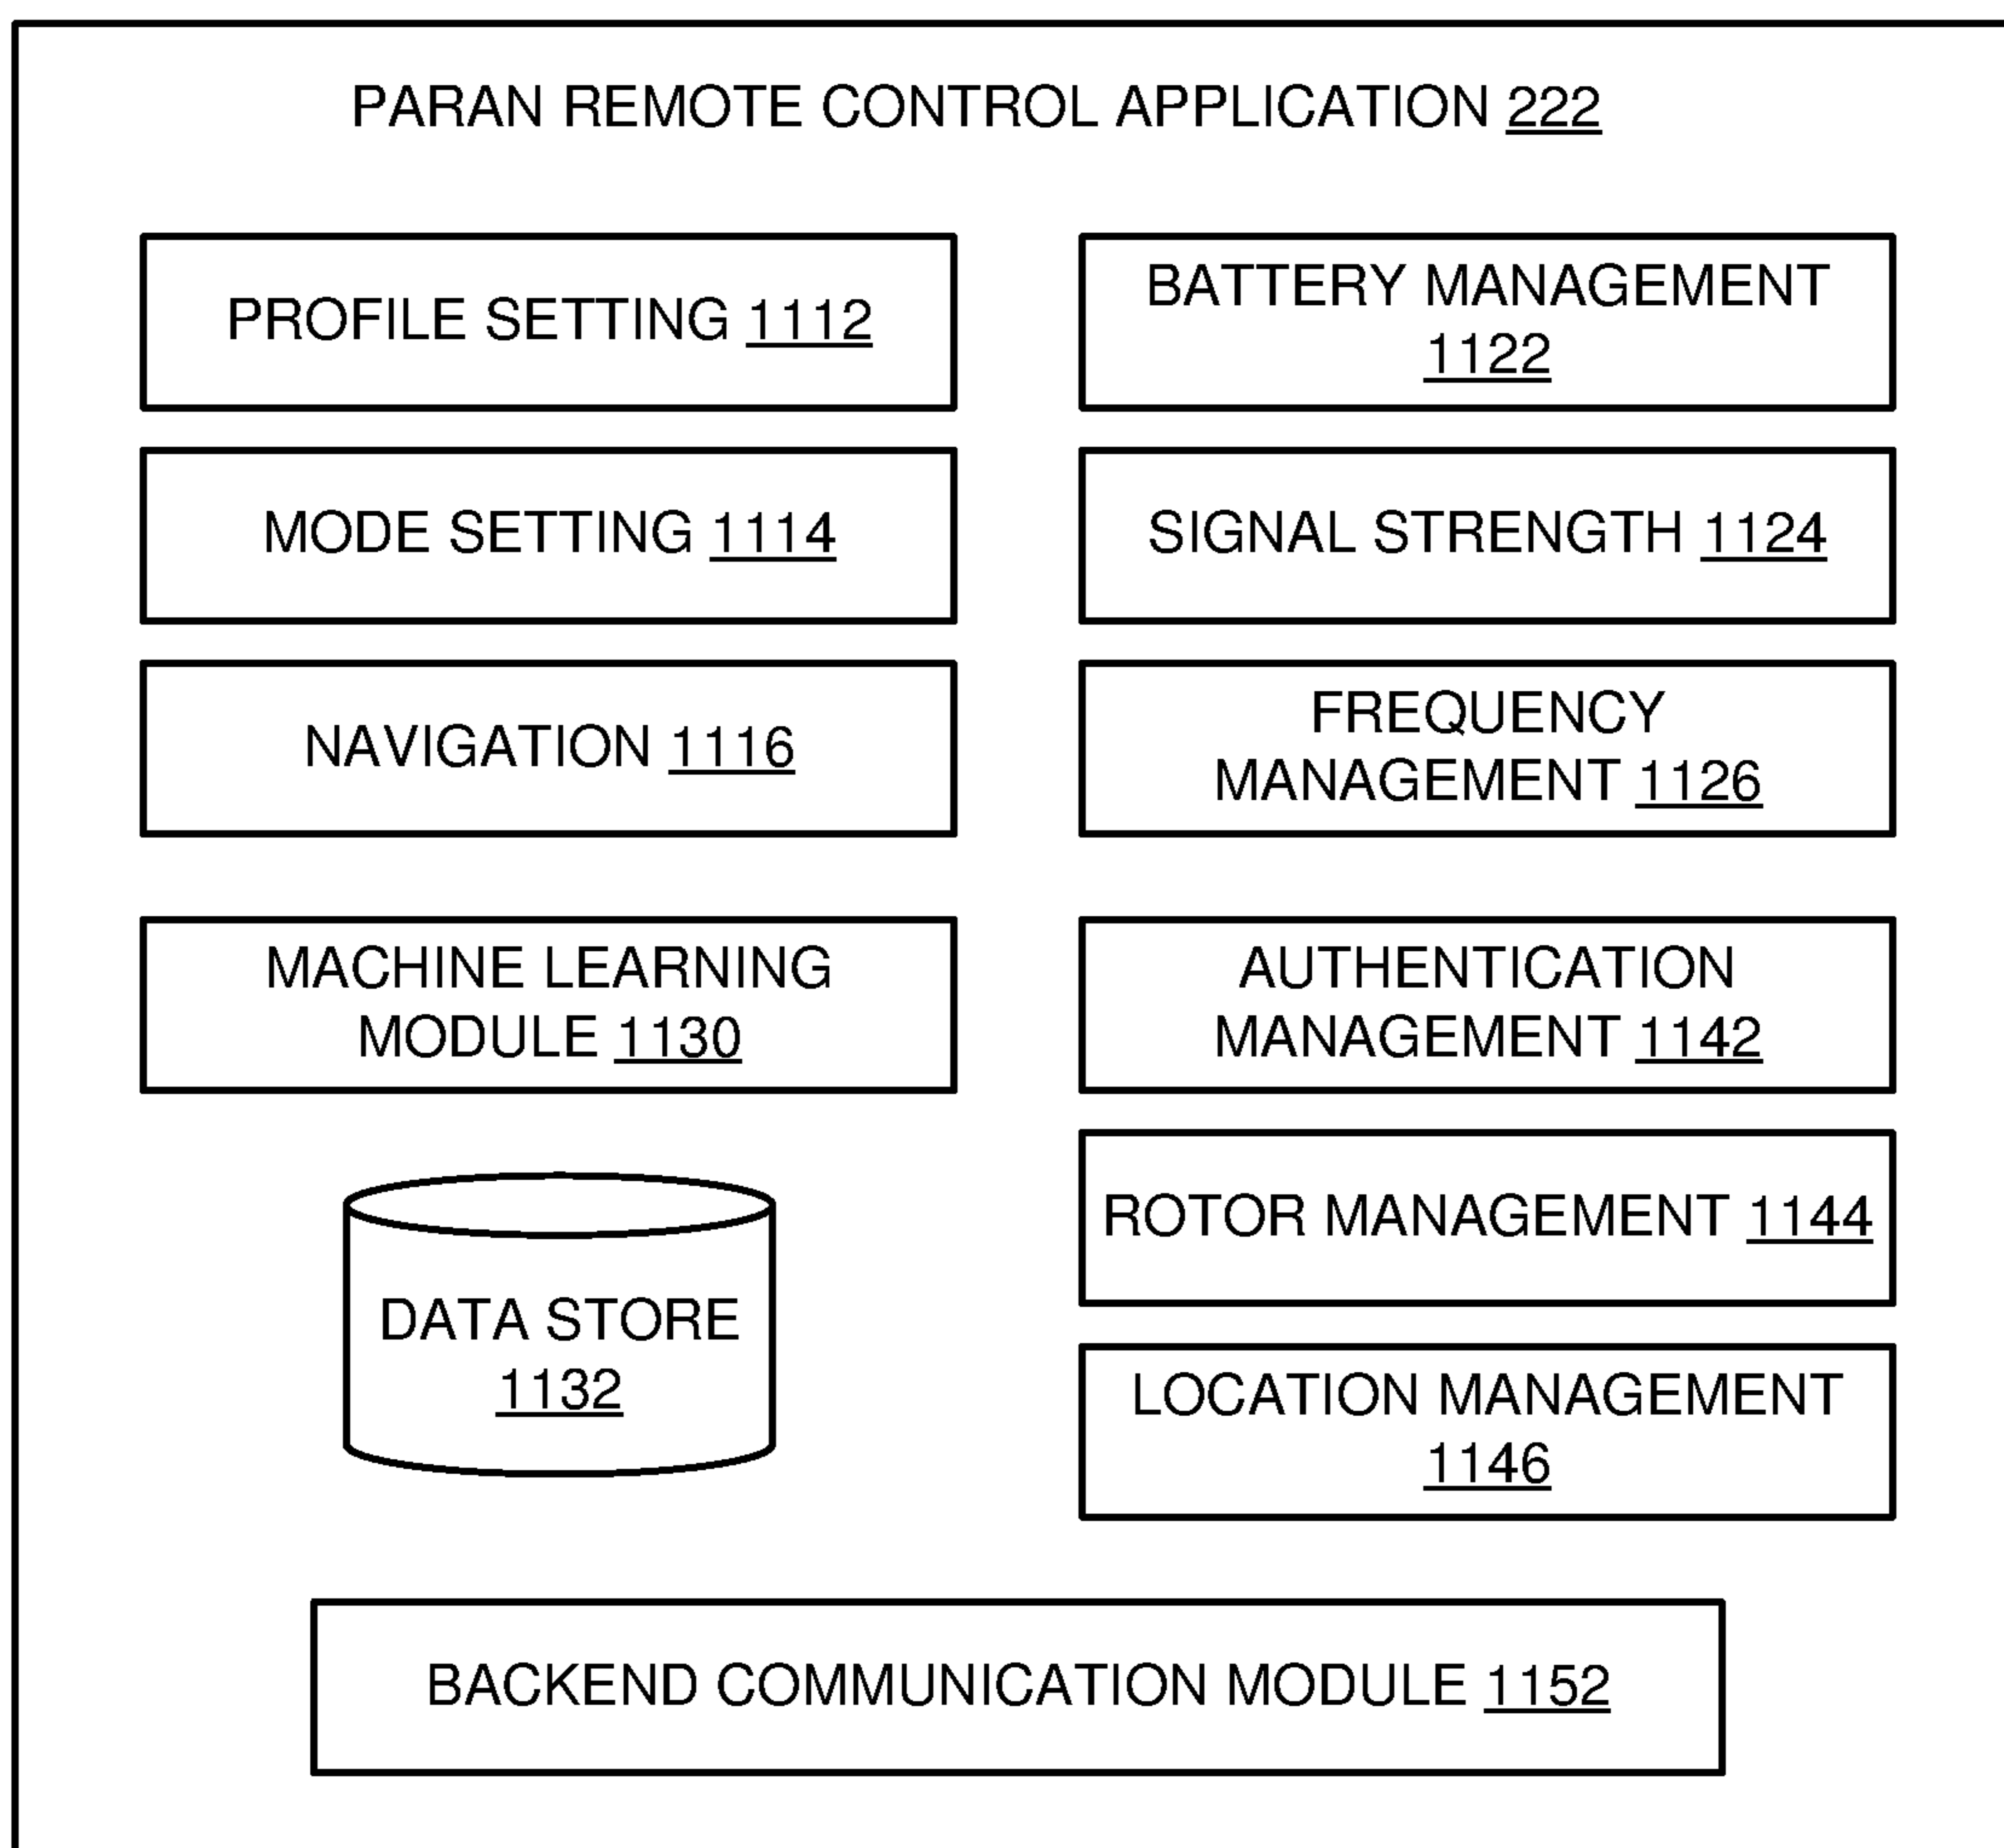 PARAN REMOTE CONTROL APPLICATION 222
PROFILE SETTING 1112
BATTERY MANAGEMENT
1122
MODE SETTING 1114
SIGNAL STRENGTH 1124
NAVIGATION 1116
FREQUENCY
MANAGEMENT 1126
MACHINE LEARNING
MODULE 1130
AUTHENTICATION
MANAGEMENT 1142
DATA STORE
1132
ROTOR MANAGEMENT 1144
LOCATION MANAGEMENT
1146
BACKEND COMMUNICATION MODULE 1152